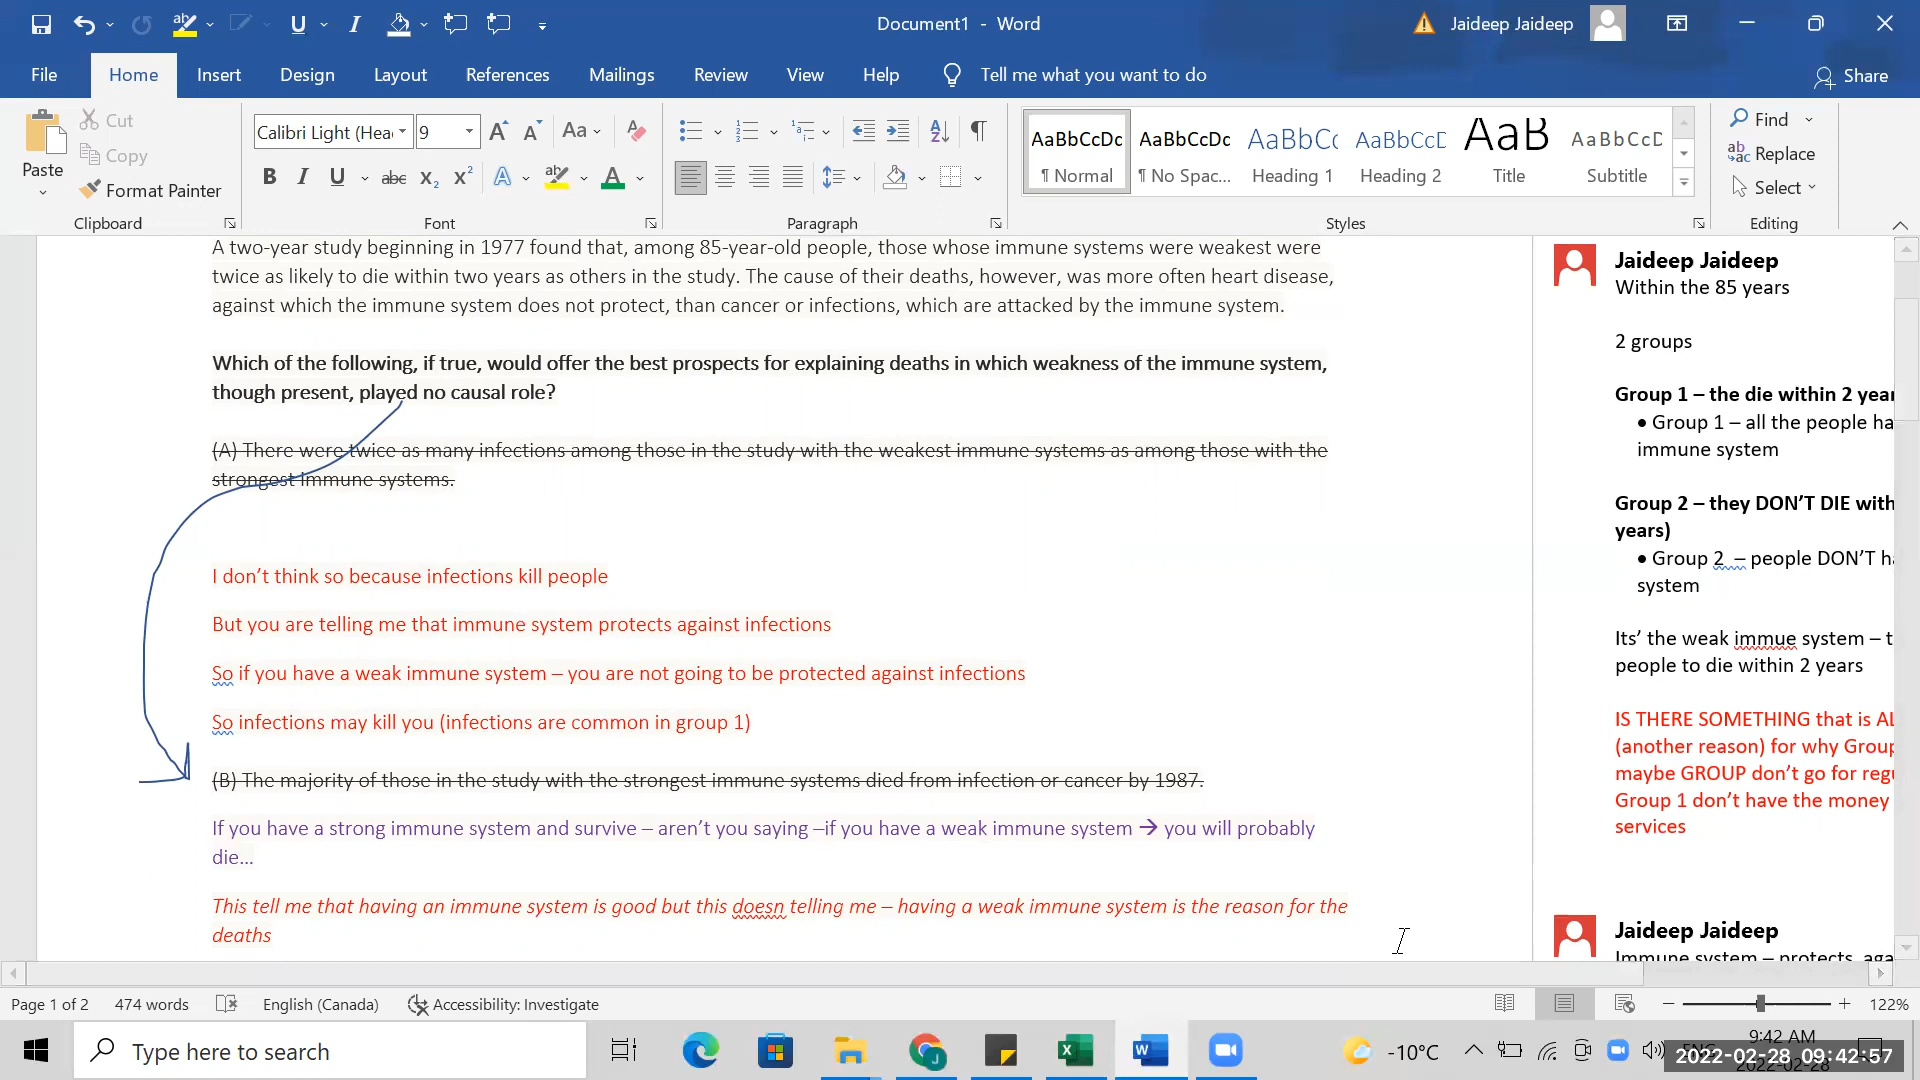 Document1 - Word
Jaideep Jaideep
File Home Insert Design Layout References Mailings Review View Help Tell me what you want to do
Share
Paste
Cut
Copy
Format Painter
Clipboard
Calibri Light (Hea
9
Font
Paragraph
AaBbCcDc AaBbCcDc AaBbCc AaBbCcD AaB AaBbCcD
¶ Normal ¶ No Spac... Heading 1 Heading 2 Title Subtitle
Styles
Find
Replace
Select
Editing
A two-year study beginning in 1977 found that, among 85-year-old people, those whose immune systems were weakest were
twice as likely to die within two years as others in the study. The cause of their deaths, however, was more often heart disease,
against which the immune system does not protect, than cancer or infections, which are attacked by the immune system.
Which of the following, if true, would offer the best prospects for explaining deaths in which weakness of the immune system,
though present, played no causal role?
(A) There were twice as many infections among those in the study with the weakest immune systems as among those with the
strongest immune systems.
I don't think so because infections kill people
But you are telling me that immune system protects against infections
So if you have a weak immune system – you are not going to be protected against infections
So infections may kill you (infections are common in group 1)
(B) The majority of those in the study with the strongest immune systems died from infection or cancer by 1987.
If you have a strong immune system and survive – aren't you saying –if you have a weak immune system → you will probably
die...
This tell me that having an immune system is good but this doesn telling me – having a weak immune system is the reason for the
deaths
Jaideep Jaideep
Within the 85 years
2 groups
Group 1 – the die within 2 year
• Group 1 – all the people ha
immune system
Group 2 – they DON'T DIE with
years)
• Group 2 – people DON'T ha
system
Its' the weak immue system – t
people to die within 2 years
IS THERE SOMETHING that is AL
(another reason) for why Group
maybe GROUP don't go for regu
Group 1 don't have the money
services
Jaideep Jaideep
Immune system – protects aga
Page 1 of 2 474 words English (Canada) Accessibility: Investigate
122%
Type here to search
-10°C
9:42 AM
2022-02-28 09:42:57